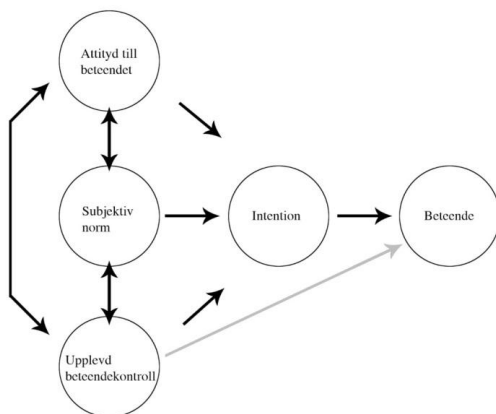 Attityd till
beteendet
Subjektiv
norm
Intention
Beteende
Upplevd
beteendekontroll